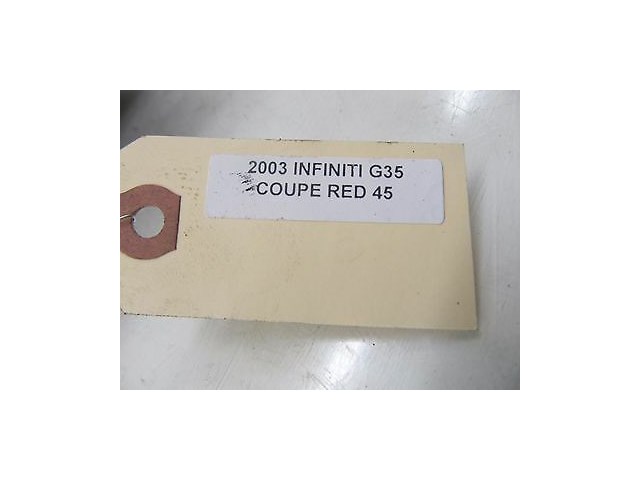 2003 INFINITI G35
COUPE RED 45